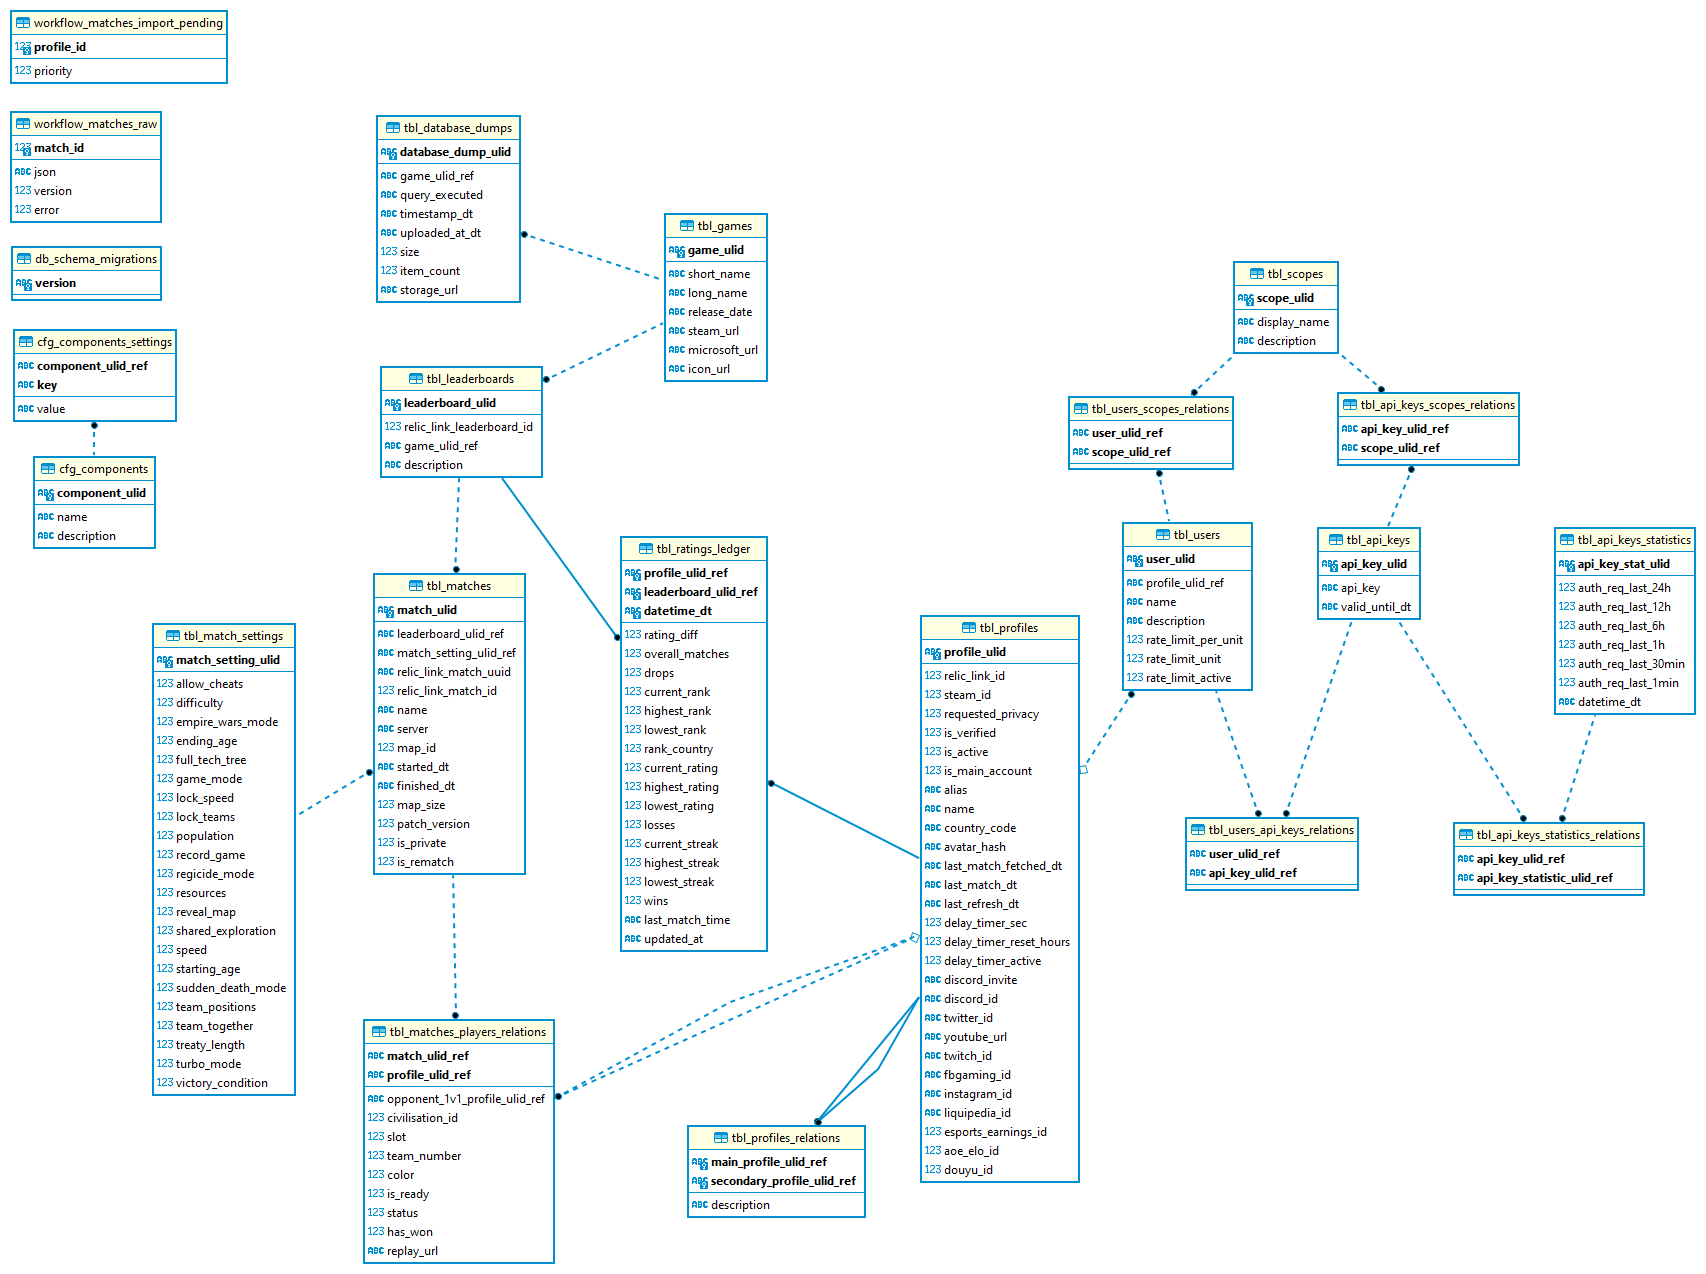 workflow_matches_import_pending
123 profile_id
123 priority
workflow_matches_raw
123 match_id
ABC json
123 version
123 error
db_schema_migrations
ABC version
cfg_components_settings
ABC component_ulid_ref
ABC key
ABC value
cfg_components
ABC component_ulid
ABC name
ABC description
tbl_database_dumps
ABC database_dump_ulid
ABC game_ulid_ref
ABC query_executed
ABC timestamp_dt
ABC uploaded_at_dt
123 size
123 item_count
ABC storage_url
tbl_games
ABC game_ulid
ABC short_name
ABC long_name
ABC release_date
ABC steam_url
ABC microsoft_url
ABC icon_url
tbl_leaderboards
ABC leaderboard_ulid
123 relic_link_leaderboard_id
ABC game_ulid_ref
ABC description
tbl_matches
ABC match_ulid
ABC leaderboard_ulid_ref
ABC match_setting_ulid_ref
ABC relic_link_match_uuid
123 relic_link_match_id
ABC name
ABC server
123 map_id
ABC started_dt
ABC finished_dt
123 map_size
123 patch_version
123 is_private
123 is_rematch
tbl_match_settings
ABC match_setting_ulid
123 allow_cheats
123 difficulty
123 empire_wars_mode
123 ending_age
123 full_tech_tree
123 game_mode
123 lock_speed
123 lock_teams
123 population
123 record_game
123 regicide_mode
123 resources
123 reveal_map
123 shared_exploration
123 speed
123 starting_age
123 sudden_death_mode
123 team_positions
123 team_together
123 treaty_length
123 turbo_mode
123 victory_condition
tbl_ratings_ledger
ABC profile_ulid_ref
ABC leaderboard_ulid_ref
ABC datetime_dt
123 rating_diff
123 overall_matches
123 drops
123 current_rank
123 highest_rank
123 lowest_rank
123 rank_country
123 current_rating
123 highest_rating
123 lowest_rating
123 losses
123 current_streak
123 highest_streak
123 lowest_streak
123 wins
ABC last_match_time
ABC updated_at
tbl_matches_players_relations
ABC match_ulid_ref
ABC profile_ulid_ref
ABC opponent_1v1_profile_ulid_ref
123 civilisation_id
123 slot
123 team_number
123 color
123 is_ready
123 status
123 has_won
ABC replay_url
tbl_profiles_relations
ABC main_profile_ulid_ref
ABC secondary_profile_ulid_ref
ABC description
tbl_profiles
ABC profile_ulid
123 relic_link_id
123 steam_id
123 requested_privacy
123 is_verified
123 is_active
123 is_main_account
ABC alias
ABC name
ABC country_code
ABC avatar_hash
ABC last_match_fetched_dt
ABC last_match_dt
ABC last_refresh_dt
123 delay_timer_sec
123 delay_timer_reset_hours
123 delay_timer_active
ABC discord_invite
ABC discord_id
ABC twitter_id
ABC youtube_url
ABC twitch_id
ABC fbgaming_id
ABC instagram_id
ABC liquipedia_id
123 esports_earnings_id
123 aoe_elo_id
123 douyu_id
tbl_scopes
ABC scope_ulid
ABC display_name
ABC description
tbl_users_scopes_relations
ABC user_ulid_ref
ABC scope_ulid_ref
tbl_api_keys_scopes_relations
ABC api_key_ulid_ref
ABC scope_ulid_ref
tbl_users
ABC user_ulid
ABC profile_ulid_ref
ABC name
ABC description
123 rate_limit_per_unit
123 rate_limit_unit
123 rate_limit_active
tbl_api_keys
ABC api_key_ulid
ABC api_key
ABC valid_until_dt
tbl_api_keys_statistics
ABC api_key_stat_ulid
123 auth_req_last_24h
123 auth_req_last_12h
123 auth_req_last_6h
123 auth_req_last_1h
123 auth_req_last_30min
123 auth_req_last_1min
ABC datetime_dt
tbl_users_api_keys_relations
ABC user_ulid_ref
ABC api_key_ulid_ref
tbl_api_keys_statistics_relations
ABC api_key_ulid_ref
ABC api_key_statistic_ulid_ref